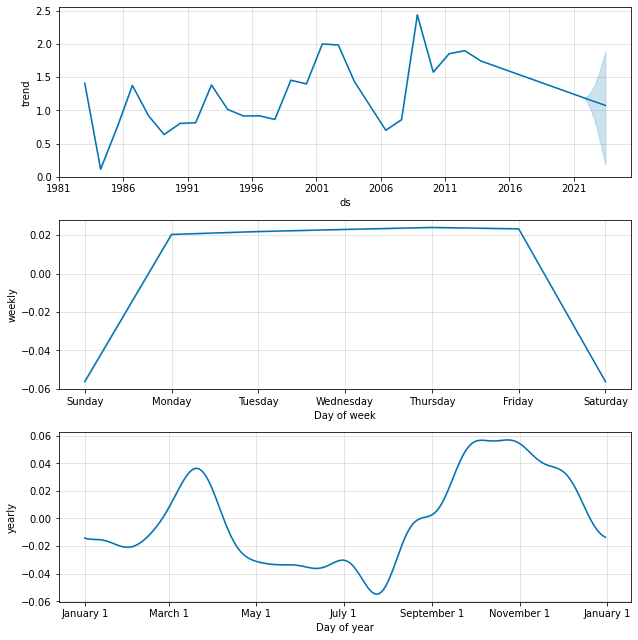 2.5
2.0
1.5
1.0
0.5
0.0
trend
1981 1986 1991 1996 2001 2006 2011 2016 2021
ds
0.02
0.00
−0.02
−0.04
−0.06
weekly
Sunday Monday Tuesday Wednesday Thursday Friday Saturday
Day of week
0.06
0.04
0.02
0.00
−0.02
−0.04
−0.06
yearly
January 1 March 1 May 1 July 1 September 1 November 1 January 1
Day of year